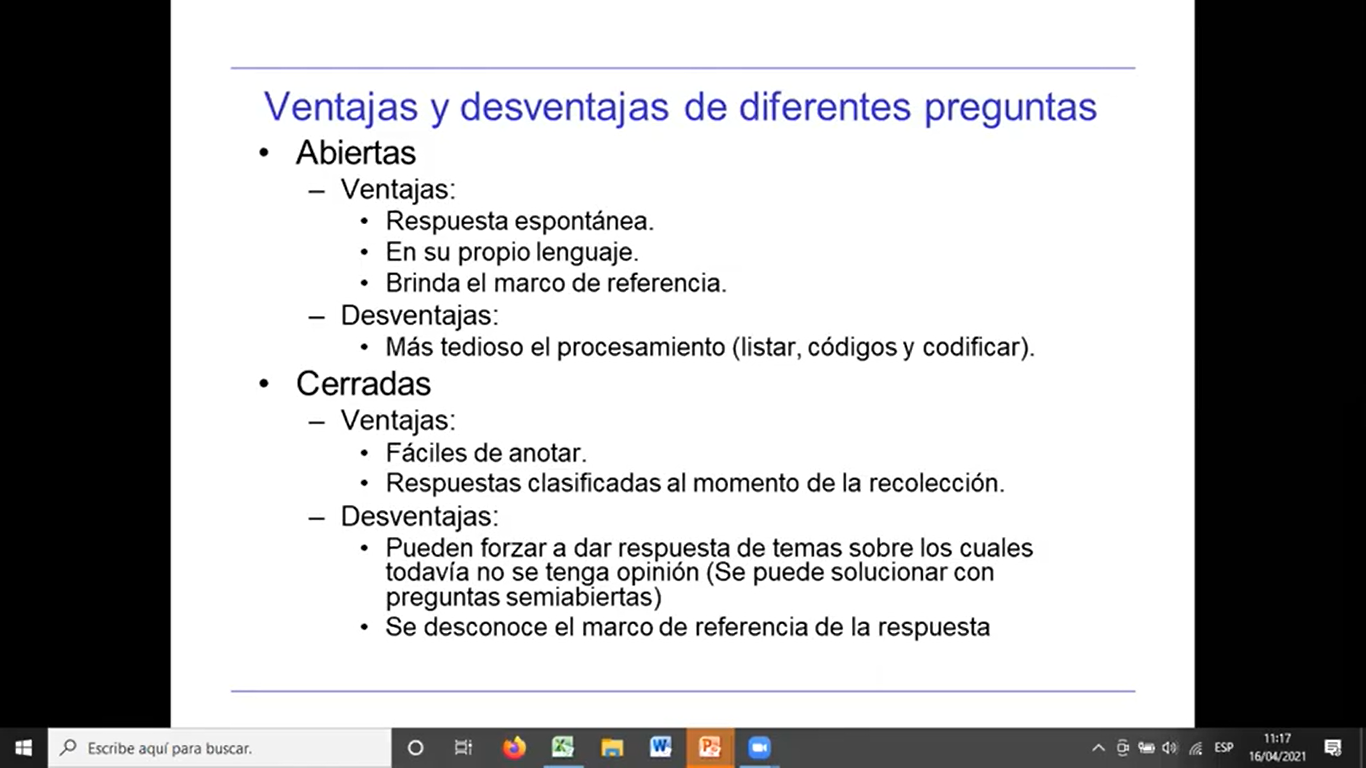 Ventajas y desventajas de diferentes preguntas
• Abiertas
– Ventajas:
• Respuesta espontánea.
• En su propio lenguaje.
• Brinda el marco de referencia.
– Desventajas:
• Más tedioso el procesamiento (listar, códigos y codificar).
• Cerradas
– Ventajas:
• Fáciles de anotar.
• Respuestas clasificadas al momento de la recolección.
– Desventajas:
• Pueden forzar a dar respuesta de temas sobre los cuales
todavía no se tenga opinión (Se puede solucionar con
preguntas semiabiertas)
• Se desconoce el marco de referencia de la respuesta
Escribe aquí para buscar.
ESP
11:17
16/04/2021